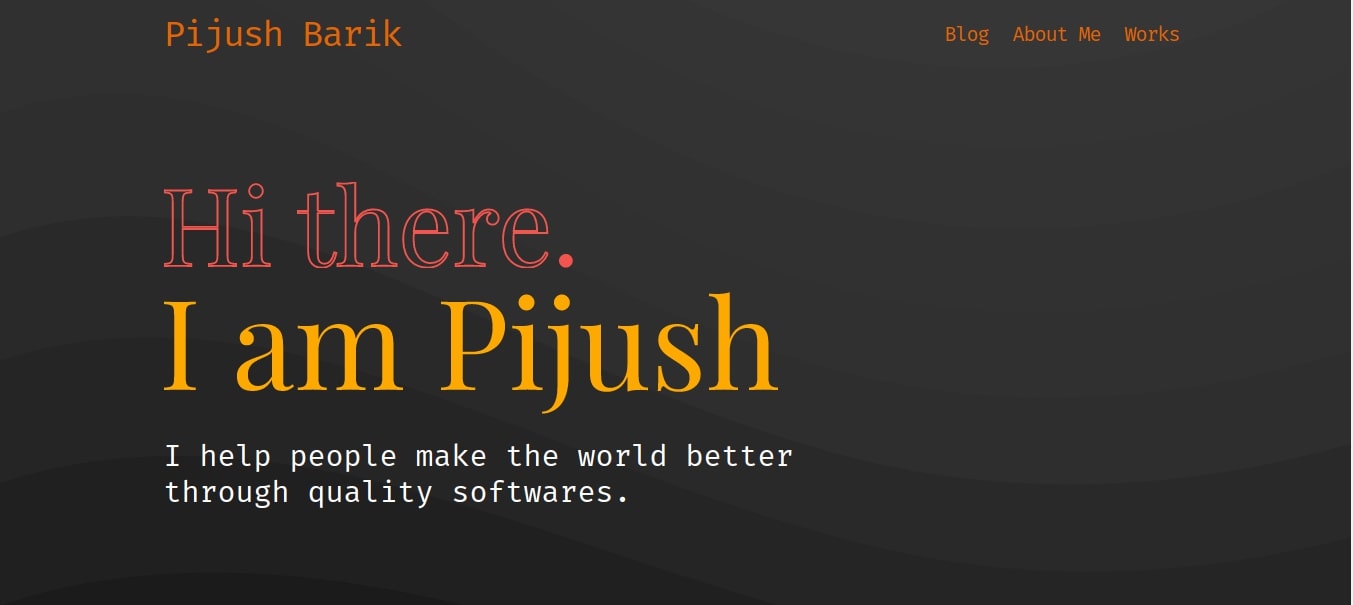 Pijush Barik
Blog About Me Works
Hi there.
I am Pijush
I help people make the world better
through quality softwares.